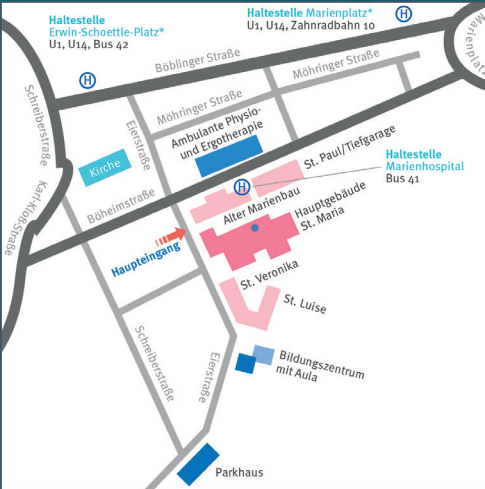 Haltestelle
Erwin-Schoettle-Platz*
U1, U14, Bus 42
Haltestelle Marienplatz*
U1, U14, Zahnradbahn 10
H
H
Marienplatz
Böblinger Straße
Möhringer Straße
Möhringer Straße
Schreiberstraße
Eierstraße
Ambulante Physio-
und Ergotherapie
Kirche
St. Paul/Tiefgarage
Haltestelle
Marienhospital
Bus 41
H
Karl-Kloß-Straße
Böheimstraße
Alter Marienbau
Hauptgebäude
St. Maria
Haupteingang
St. Veronika
St. Luise
Schreiberstraße
Eierstraße
Bildungszentrum
mit Aula
Parkhaus